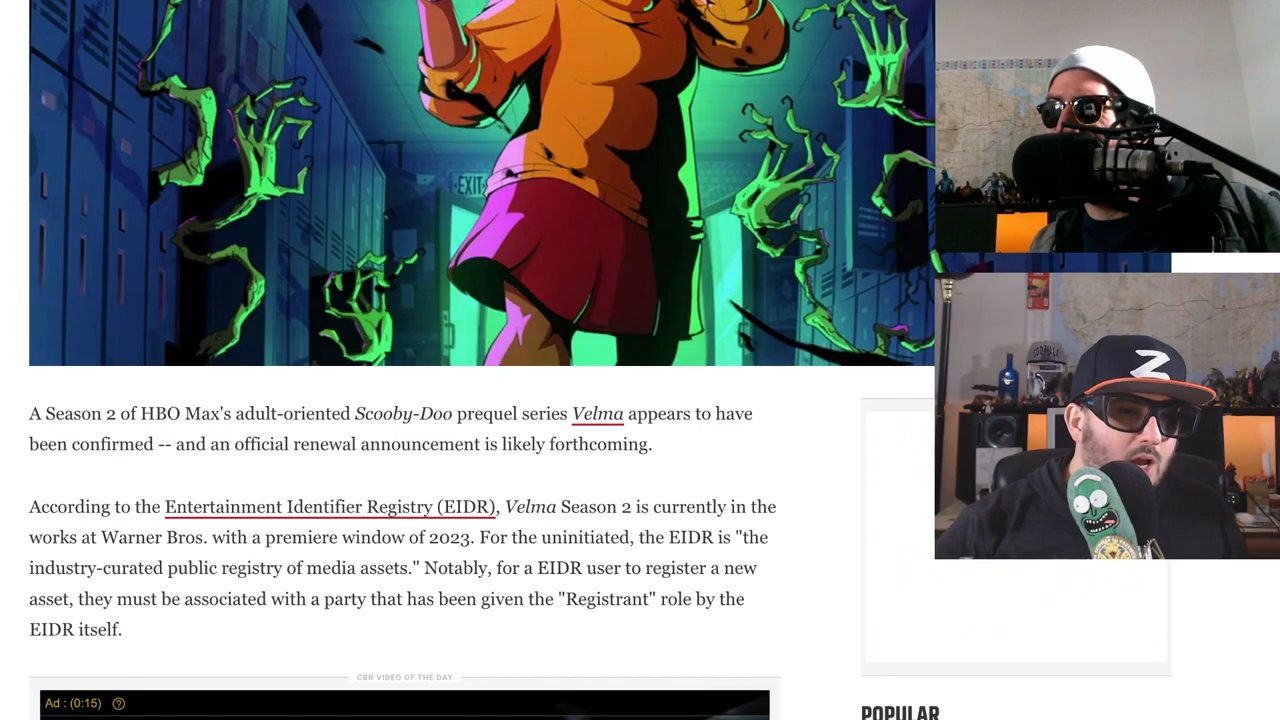 EXIT
Z
A Season 2 of HBO Max's adult-oriented Scooby-Doo prequel series Velma appears to have
been confirmed -- and an official renewal announcement is likely forthcoming.
According to the Entertainment Identifier Registry (EIDR), Velma Season 2 is currently in the
works at Warner Bros. with a premiere window of 2023. For the uninitiated, the EIDR is "the
industry-curated public registry of media assets." Notably, for a EIDR user to register a new
asset, they must be associated with a party that has been given the "Registrant" role by the
EIDR itself.
CBR VIDEO OF THE DAY
Ad : (0:15) ?
POPULAR